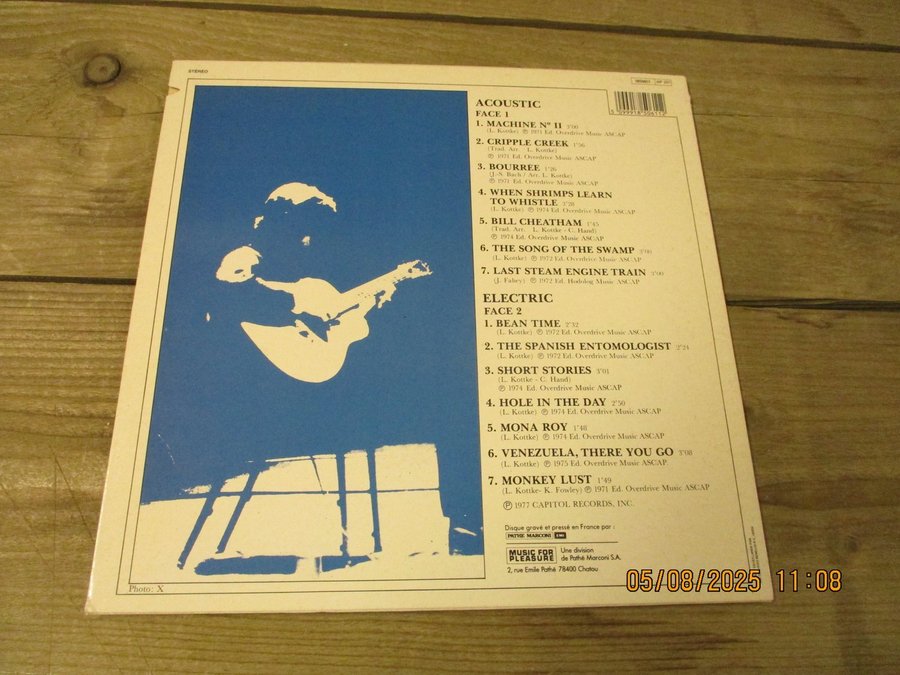 STÉRÉO
ACOUSTIC
FACE 1
1. MACHINE Nº II 3'00
(L. Kottke) Ⓟ 1971 Ed. Overdrive Music ASCAP
2. CRIPPLE CREEK 1'56
(Trad. Arr. L. Kottke)
Ⓟ 1971 Ed. Overdrive Music ASCAP
3. BOURREE 1'26
(J.-S. Bach / Arr. L. Kottke)
Ⓟ 1971 Ed. Overdrive Music ASCAP
4. WHEN SHRIMPS LEARN
TO WHISTLE 3'28
(L. Kottke) Ⓟ 1974 Ed. Overdrive Music ASCAP
5. BILL CHEATHAM 1'45
(Trad. Arr. L. Kottke - C. Hand)
Ⓟ 1974 Ed. Overdrive Music ASCAP
6. THE SONG OF THE SWAMP 3'00
(L. Kottke) Ⓟ 1972 Ed. Overdrive Music ASCAP
7. LAST STEAM ENGINE TRAIN 3'00
(J. Fahey) Ⓟ 1972 Ed. Hodolog Music ASCAP
ELECTRIC
FACE 2
1. BEAN TIME 2'32
(L. Kottke) Ⓟ 1972 Ed. Overdrive Music ASCAP
2. THE SPANISH ENTOMOLOGIST 2'24
(L. Kottke) Ⓟ 1972 Ed. Overdrive Music ASCAP
3. SHORT STORIES 3'01
(L. Kottke - C. Hand)
Ⓟ 1974 Ed. Overdrive Music ASCAP
4. HOLE IN THE DAY 2'50
(L. Kottke) Ⓟ 1974 Ed. Overdrive Music ASCAP
5. MONA ROY 1'48
(L. Kottke) Ⓟ 1974 Ed. Overdrive Music ASCAP
6. VENEZUELA, THERE YOU GO 3'08
(L. Kottke) Ⓟ 1975 Ed. Overdrive Music ASCAP
7. MONKEY LUST 1'49
(L. Kottke- K. Fowley) Ⓟ 1971 Ed. Overdrive Music ASCAP
Ⓟ 1977 CAPITOL RECORDS, INC.
Disque gravé et pressé en France par :
PATHE MARCONI EMI
MUSIC FOR PLEASURE
Une division
de Pathé Marconi S.A.
2, rue Emile Pathé 78400 Chatou
Photo: X
05/08/2025 11:08